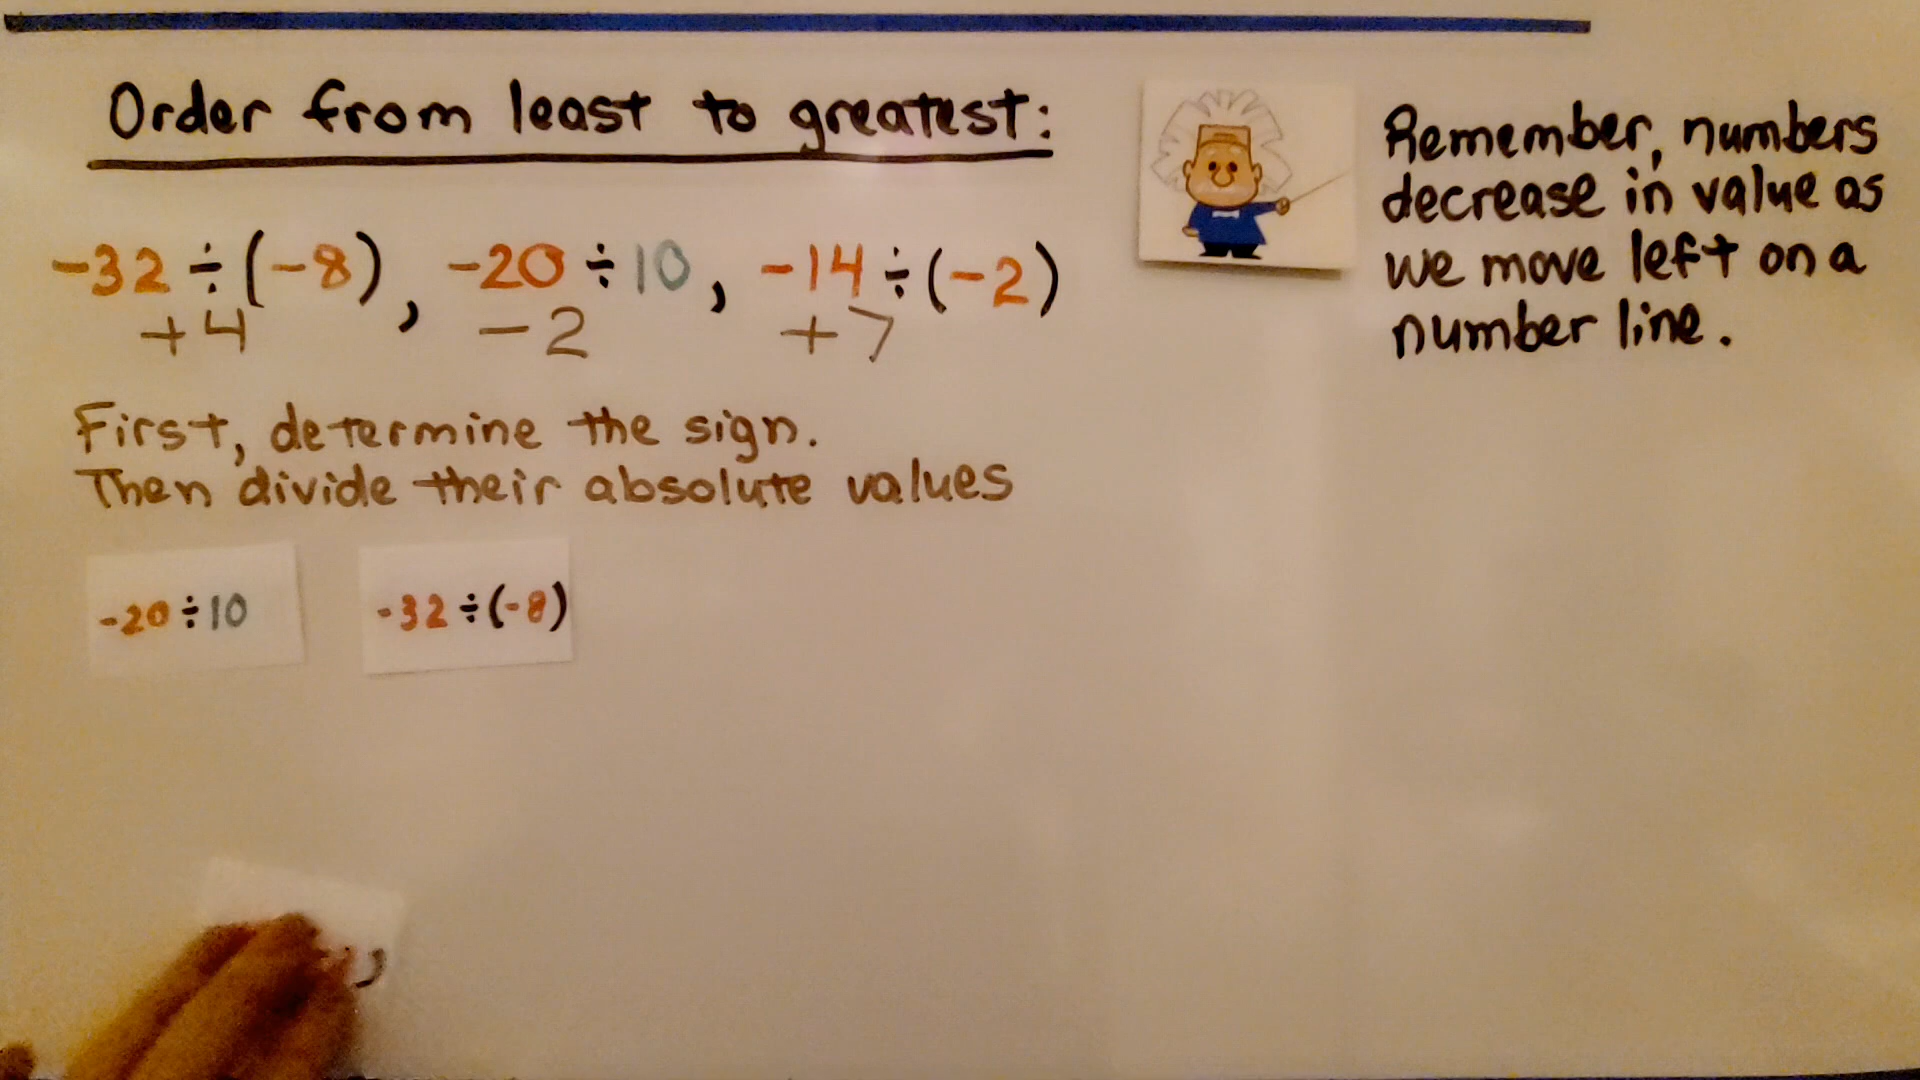 Order from least to greatest:
-32 ÷ (-8), -20 ÷ 10, -14 ÷ (-2)
+4 -2 +7
First, determine the sign.
Then divide their absolute values
-20 ÷ 10
-32 ÷ (-8)
Remember, numbers
decrease in value as
we move left on a
number line.